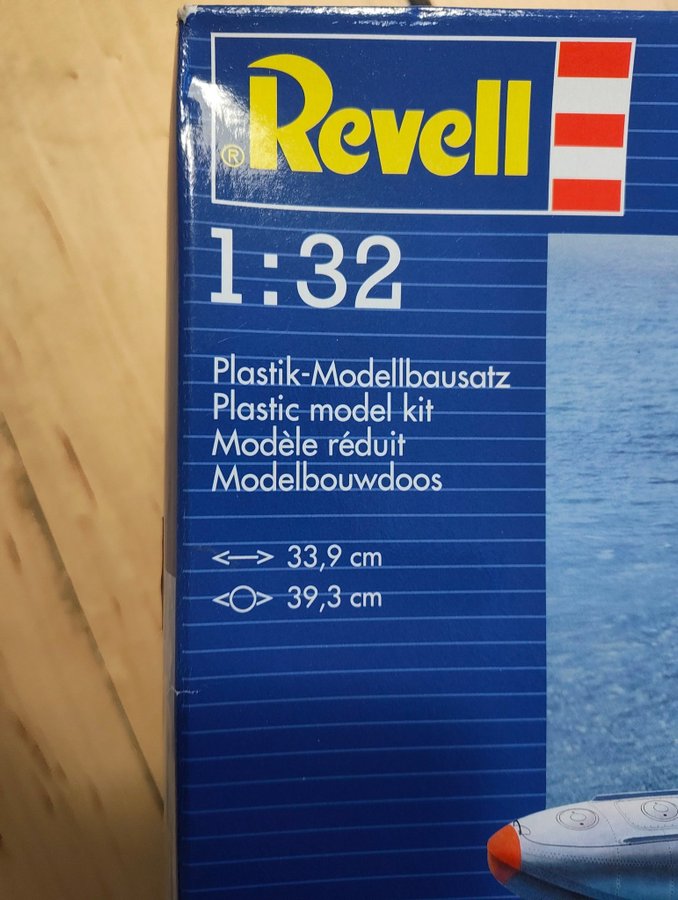 ® Revell
1:32
Plastik-Modellbausatz
Plastic model kit
Modèle réduit
Modelbouwdoos
<—> 33,9 cm
<○> 39,3 cm